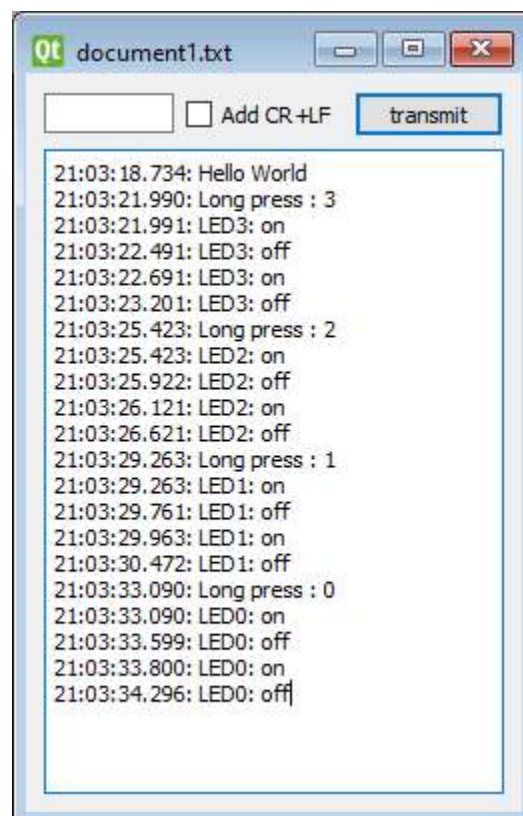 Qt document1.txt
Add CR+LF transmit
21:03:18.734: Hello World
21:03:21.990: Long press : 3
21:03:21.991: LED3: on
21:03:22.491: LED3: off
21:03:22.691: LED3: on
21:03:23.201: LED3: off
21:03:25.423: Long press : 2
21:03:25.423: LED2: on
21:03:25.922: LED2: off
21:03:26.121: LED2: on
21:03:26.621: LED2: off
21:03:29.263: Long press : 1
21:03:29.263: LED1: on
21:03:29.761: LED1: off
21:03:29.963: LED1: on
21:03:30.472: LED1: off
21:03:33.090: Long press : 0
21:03:33.090: LED0: on
21:03:33.599: LED0: off
21:03:33.800: LED0: on
21:03:34.296: LED0: off